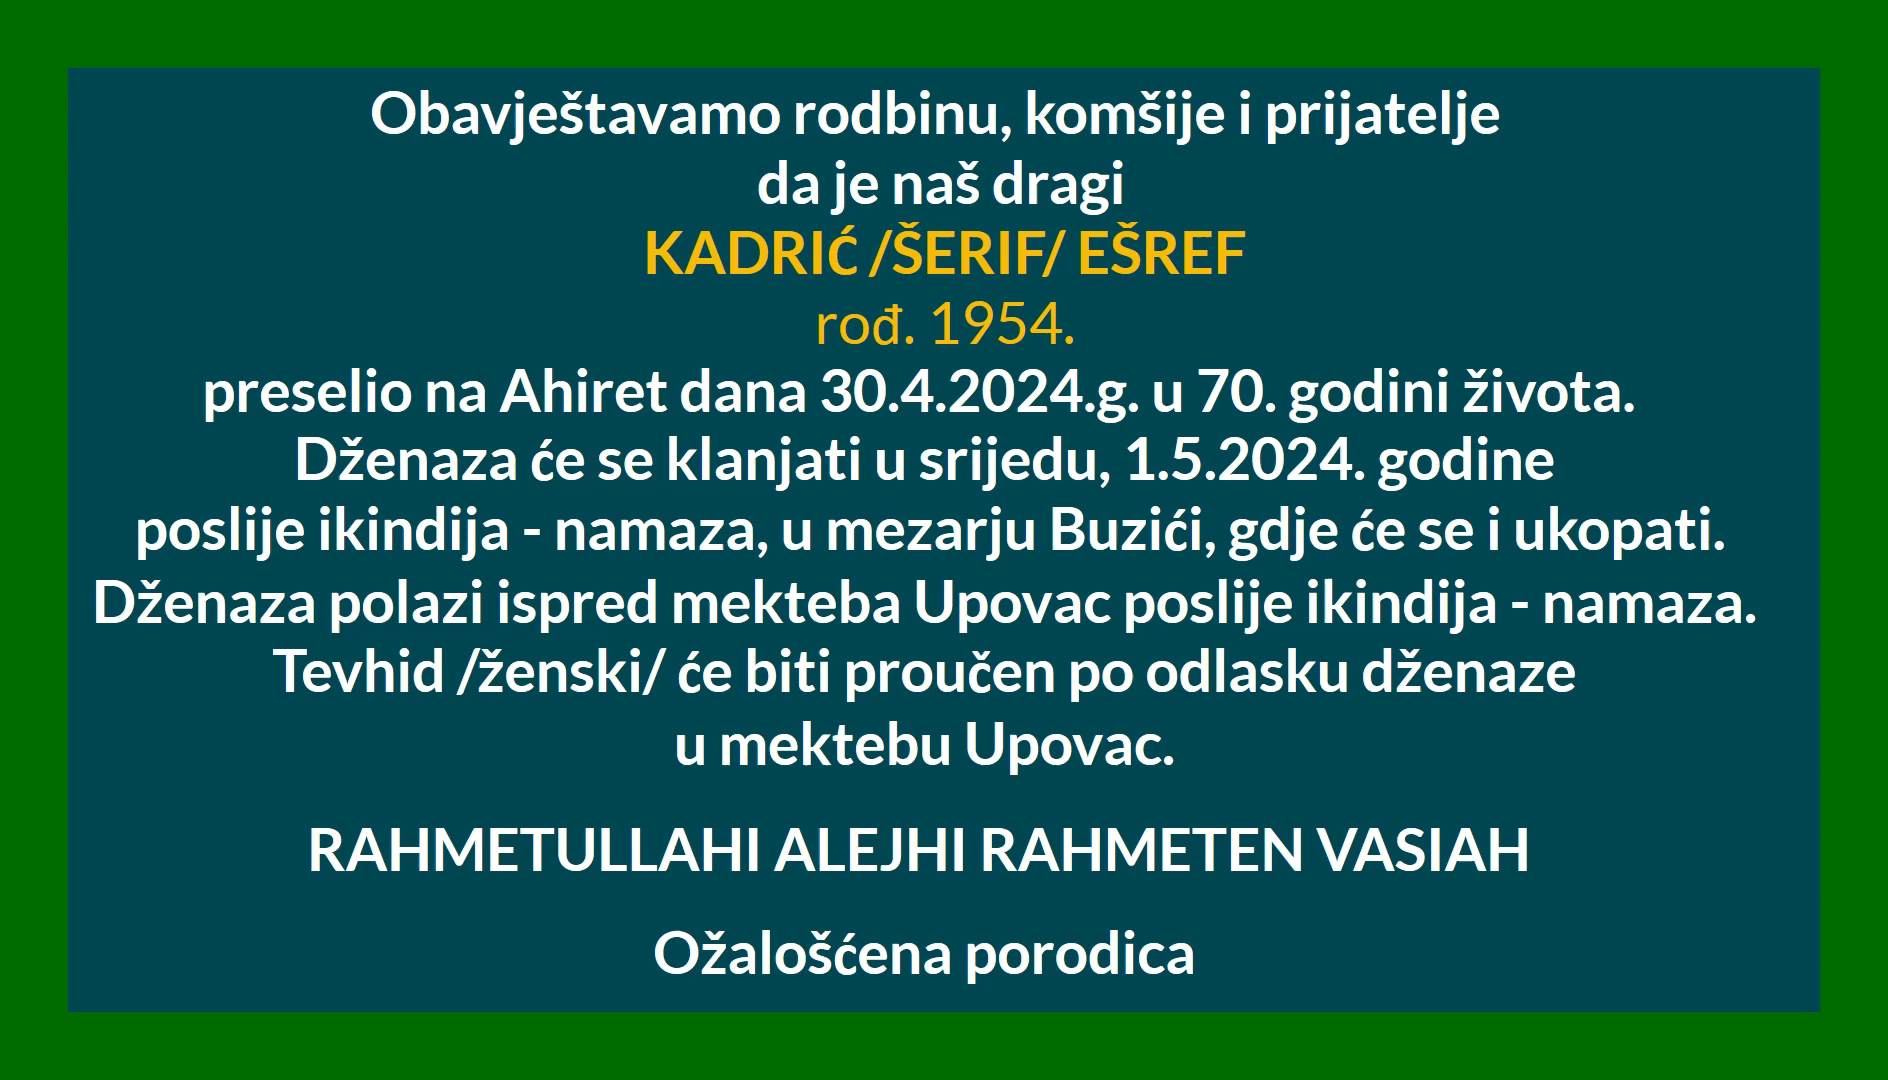 Obavještavamo rodbinu, komšije i prijatelje
da je naš dragi
KADRIĆ /ŠERIF/ EŠREF
rođ. 1954.
preselio na Ahiret dana 30.4.2024.g. u 70. godini života.
Dženaza će se klanjati u srijedu, 1.5.2024. godine
poslije ikindija - namaza, u mezarju Buzići, gdje će se i ukopati.
Dženaza polazi ispred mekteba Upovac poslije ikindija - namaza.
Tevhid /ženski/ će biti proučen po odlasku dženaze
u mektebu Upovac.
RAHMETULLAHI ALEJHI RAHMETEN VASIAH
Ožalošćena porodica